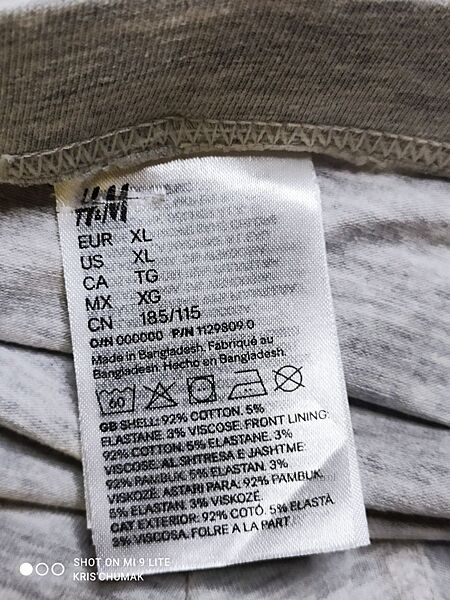 H&M
EUR XL
US XL
CA TG
MX XG
CN 185/115
O/N 000000 P/N 1129809.0
Made in Bangladesh. Fabriqué au
Bangladesh. Hecho en Bangladesh.
60
GB SHELL: 92% COTTON. 5%
ELASTANE. 3% VISCOSE. FRONT LINING:
92% COTTON. 5% ELASTANE. 3%
VISCOSE. AL SHTRESA E JASHTME:
92% PAMBUK. 5% ELASTAN. 3%
VISKOZË. ASTARI PARA: 92% PAMBUK.
5% ELASTAN. 3% VISKOZË.
CAT EXTERIOR: 92% COTÓ. 5% ELASTÀ.
3% VISCOSA. FOLRE A LA PART
SHOT ON MI 9 LITE
KRIS CHUMAK